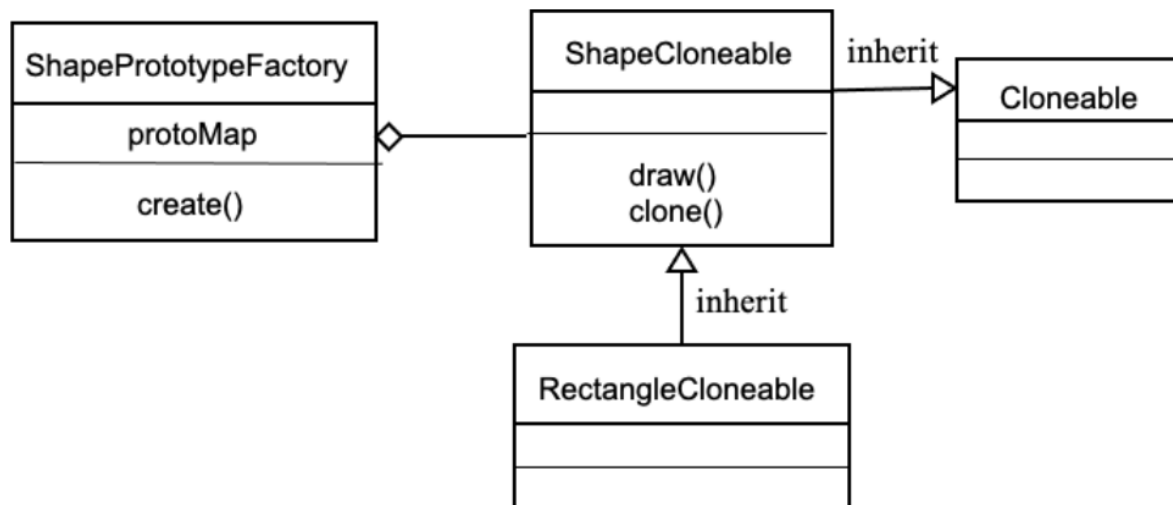 ShapePrototypeFactory
protoMap
create()
ShapeCloneable
draw()
clone()
inherit
Cloneable
inherit
RectangleCloneable